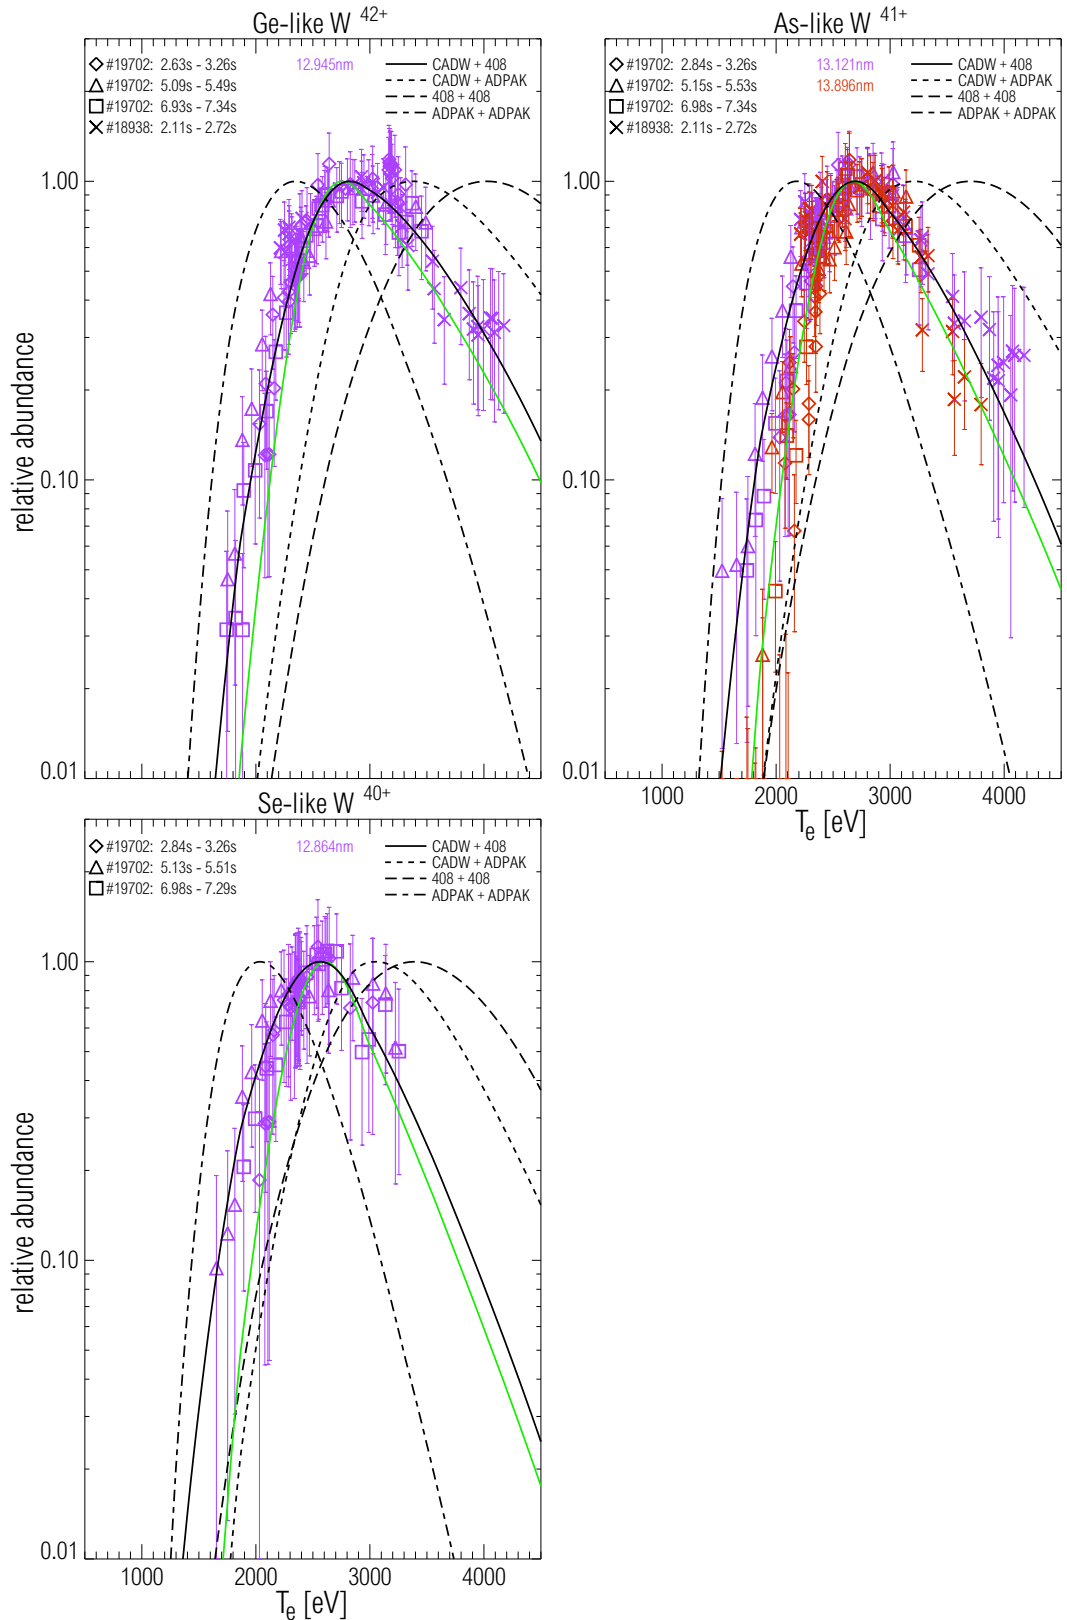 Ge-like W 42+
#19702: 2.63s - 3.26s 12.945nm CADW + 408
#19702: 5.09s - 5.49s CADW + ADPAK
#19702: 6.93s - 7.34s 408 + 408
#18938: 2.11s - 2.72s ADPAK + ADPAK
1.00
0.10
0.01
relative abundance
As-like W 41+
#19702: 2.84s - 3.26s 13.121nm CADW + 408
#19702: 5.15s - 5.53s 13.896nm CADW + ADPAK
#19702: 6.98s - 7.34s 408 + 408
#18938: 2.11s - 2.72s ADPAK + ADPAK
1.00
0.10
0.01
1000 2000 3000 4000
Te [eV]
Se-like W 40+
#19702: 2.84s - 3.26s 12.864nm CADW + 408
#19702: 5.13s - 5.51s CADW + ADPAK
#19702: 6.98s - 7.29s 408 + 408
ADPAK + ADPAK
1.00
0.10
0.01
relative abundance
1000 2000 3000 4000
Te [eV]